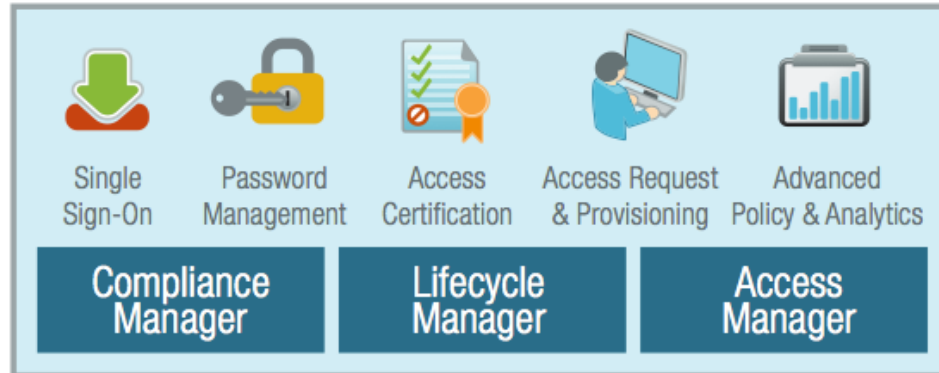 Single
Sign-On
Password
Management
Access
Certification
Access Request
& Provisioning
Advanced
Policy & Analytics
Compliance
Manager
Lifecycle
Manager
Access
Manager